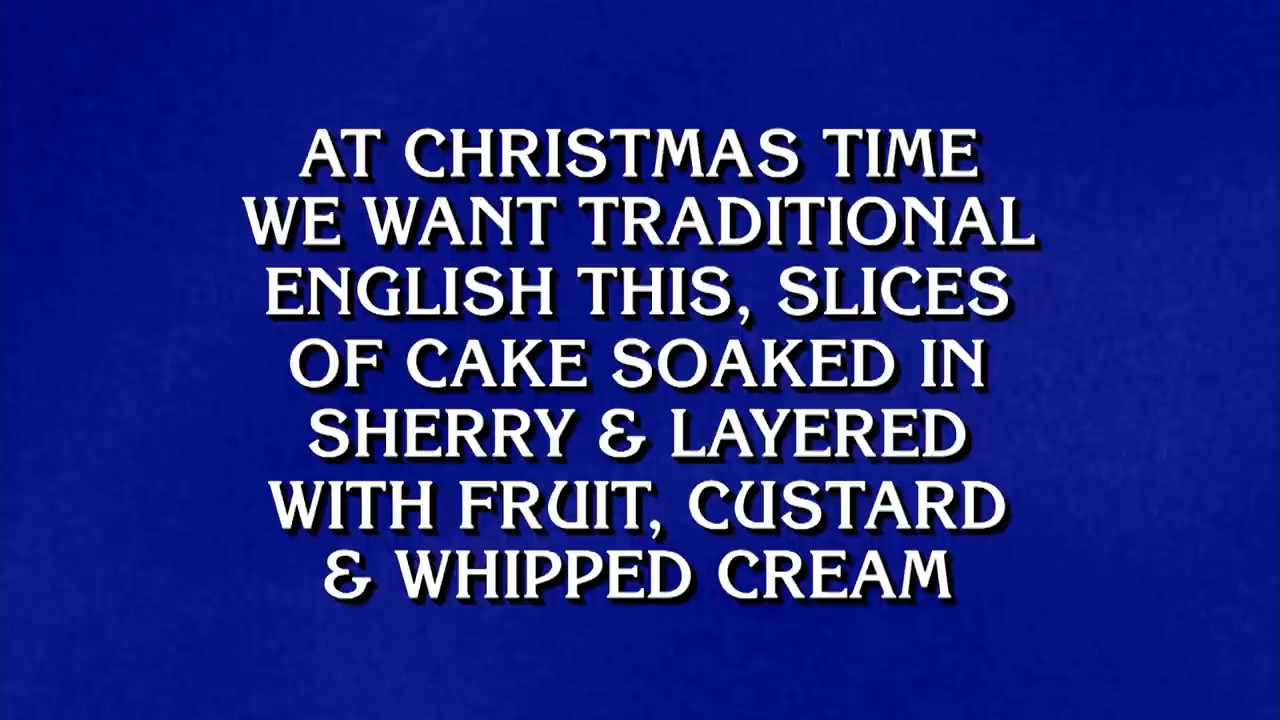 AT CHRISTMAS TIME
WE WANT TRADITIONAL
ENGLISH THIS, SLICES
OF CAKE SOAKED IN
SHERRY & LAYERED
WITH FRUIT, CUSTARD
& WHIPPED CREAM